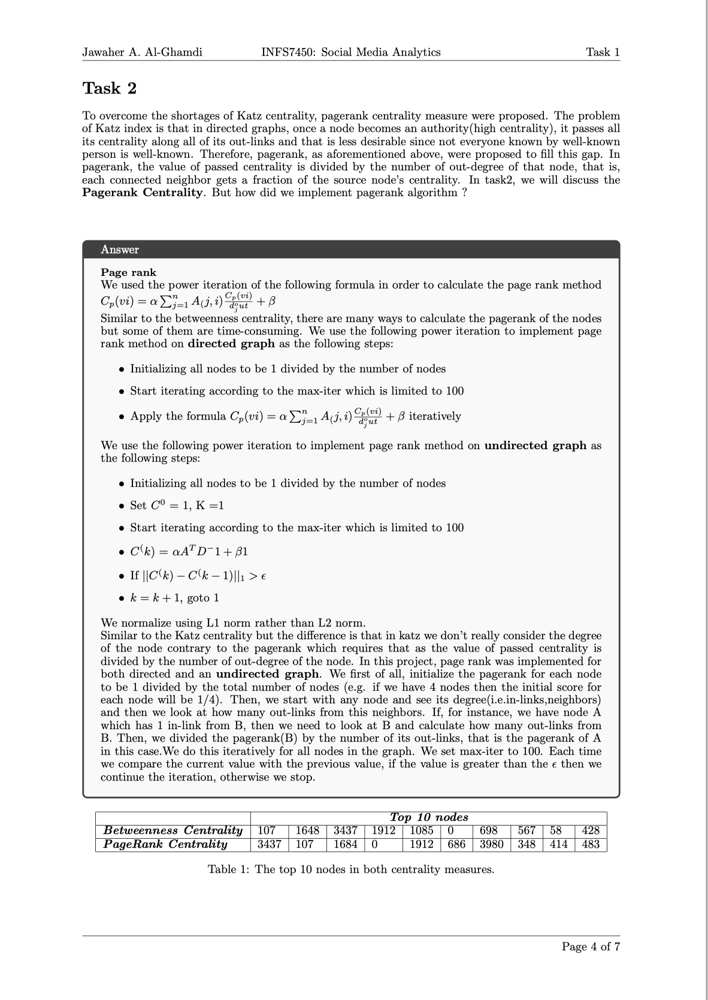 Jawaher A. Al-Ghamdi INFS7450: Social Media Analytics Task 1
Task 2
To overcome the shortages of Katz centrality, pagerank centrality measure were proposed. The problem
of Katz index is that in directed graphs, once a node becomes an authority(high centrality), it passes all
its centrality along all of its out-links and that is less desirable since not everyone known by well-known
person is well-known. Therefore, pagerank, as aforementioned above, were proposed to fill this gap. In
pagerank, the value of passed centrality is divided by the number of out-degree of that node, that is,
each connected neighbor gets a fraction of the source node's centrality. In task2, we will discuss the
Pagerank Centrality. But how did we implement pagerank algorithm ?
Answer
Page rank
We used the power iteration of the following formula in order to calculate the page rank method
$C_p(vi) = \alpha \sum_{j=1}^{n} A_(j, i) \frac{C_p(vi)}{d_j^o ut} + \beta$
Similar to the betweenness centrality, there are many ways to calculate the pagerank of the nodes
but some of them are time-consuming. We use the following power iteration to implement page
rank method on directed graph as the following steps:
• Initializing all nodes to be 1 divided by the number of nodes
• Start iterating according to the max-iter which is limited to 100
• Apply the formula $C_p(vi) = \alpha \sum_{j=1}^{n} A_(j, i) \frac{C_p(vi)}{d_j^o ut} + \beta$ iteratively
We use the following power iteration to implement page rank method on undirected graph as
the following steps:
• Initializing all nodes to be 1 divided by the number of nodes
• Set $C^0 = 1$, K =1
• Start iterating according to the max-iter which is limited to 100
• $C^(k) = \alpha A^T D^- 1 + \beta 1$
• If $||C^(k) - C^(k - 1)||_1 > \epsilon$
• $k = k + 1$, goto 1
We normalize using L1 norm rather than L2 norm.
Similar to the Katz centrality but the difference is that in katz we don't really consider the degree
of the node contrary to the pagerank which requires that as the value of passed centrality is
divided by the number of out-degree of the node. In this project, page rank was implemented for
both directed and an undirected graph. We first of all, initialize the pagerank for each node
to be 1 divided by the total number of nodes (e.g. if we have 4 nodes then the initial score for
each node will be 1/4). Then, we start with any node and see its degree(i.e.in-links,neighbors)
and then we look at how many out-links from this neighbors. If, for instance, we have node A
which has 1 in-link from B, then we need to look at B and calculate how many out-links from
B. Then, we divided the pagerank(B) by the number of its out-links, that is the pagerank of A
in this case.We do this iteratively for all nodes in the graph. We set max-iter to 100. Each time
we compare the current value with the previous value, if the value is greater than the ϵ then we
continue the iteration, otherwise we stop.
Top 10 nodes
Betweenness Centrality 107 1648 3437 1912 1085 0 698 567 58 428
PageRank Centrality 3437 107 1684 0 1912 686 3980 348 414 483
Table 1: The top 10 nodes in both centrality measures.
Page 4 of 7